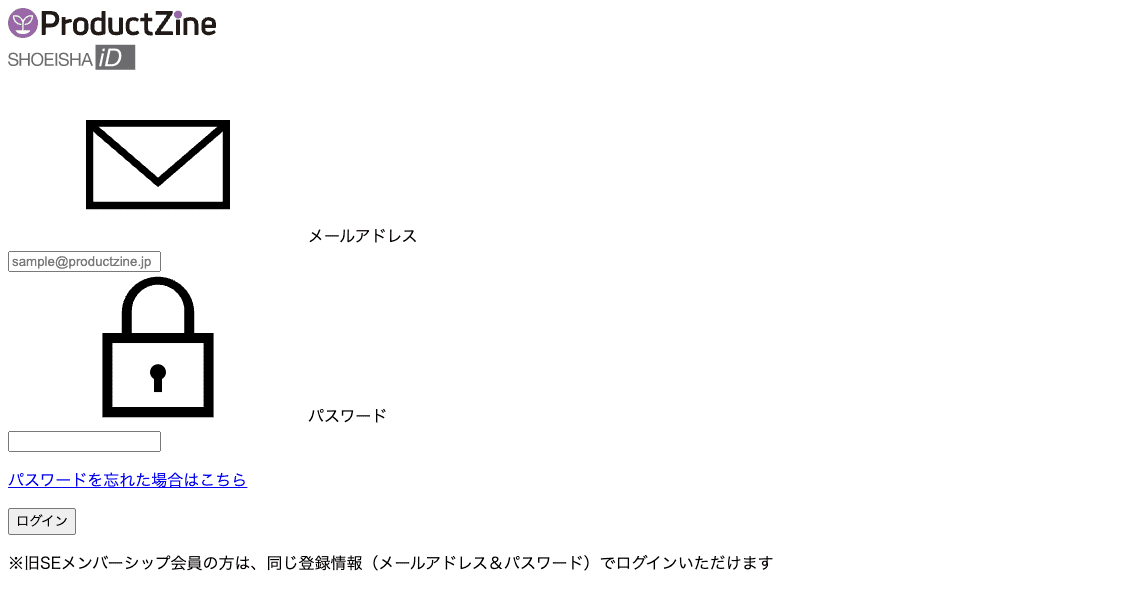 ProductZine
SHOEISHA iD
メールアドレス
sample@productzine.jp
パスワード
パスワードを忘れた場合はこちら
ログイン
※旧SEメンバーシップ会員の方は、同じ登録情報（メールアドレス＆パスワード）でログインいただけます